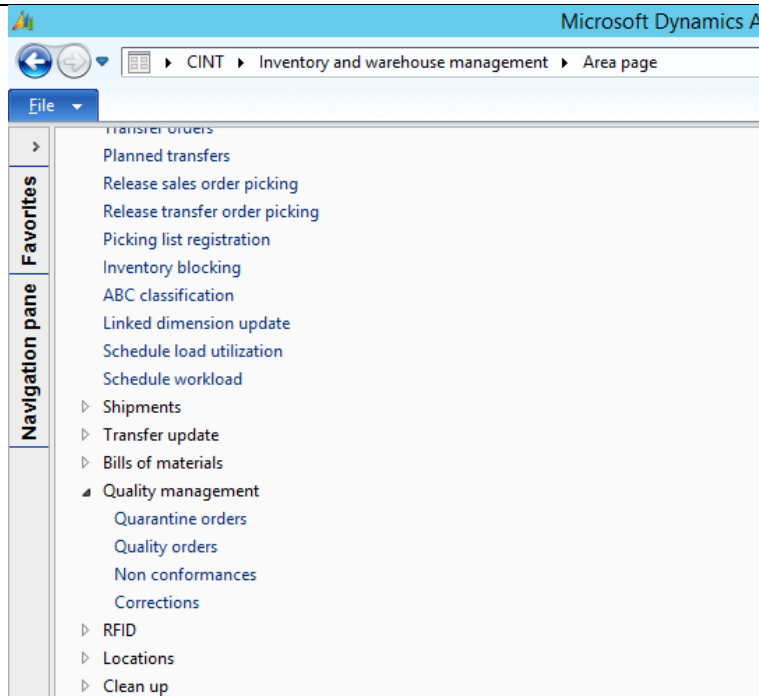 Microsoft Dynamics A
CINT Inventory and warehouse management Area page
File
Favorites
Navigation pane
Transfer orders
Planned transfers
Release sales order picking
Release transfer order picking
Picking list registration
Inventory blocking
ABC classification
Linked dimension update
Schedule load utilization
Schedule workload
Shipments
Transfer update
Bills of materials
Quality management
Quarantine orders
Quality orders
Non conformances
Corrections
RFID
Locations
Clean up